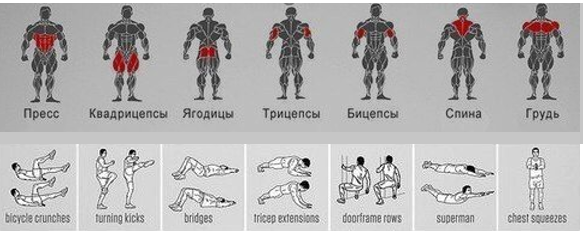 Пресс
Квадрицепсы
Ягодицы
Трицепсы
Бицепсы
Спина
Грудь
bicycle crunches
turning kicks
bridges
tricep extensions
doorframe rows
superman
chest squeezes